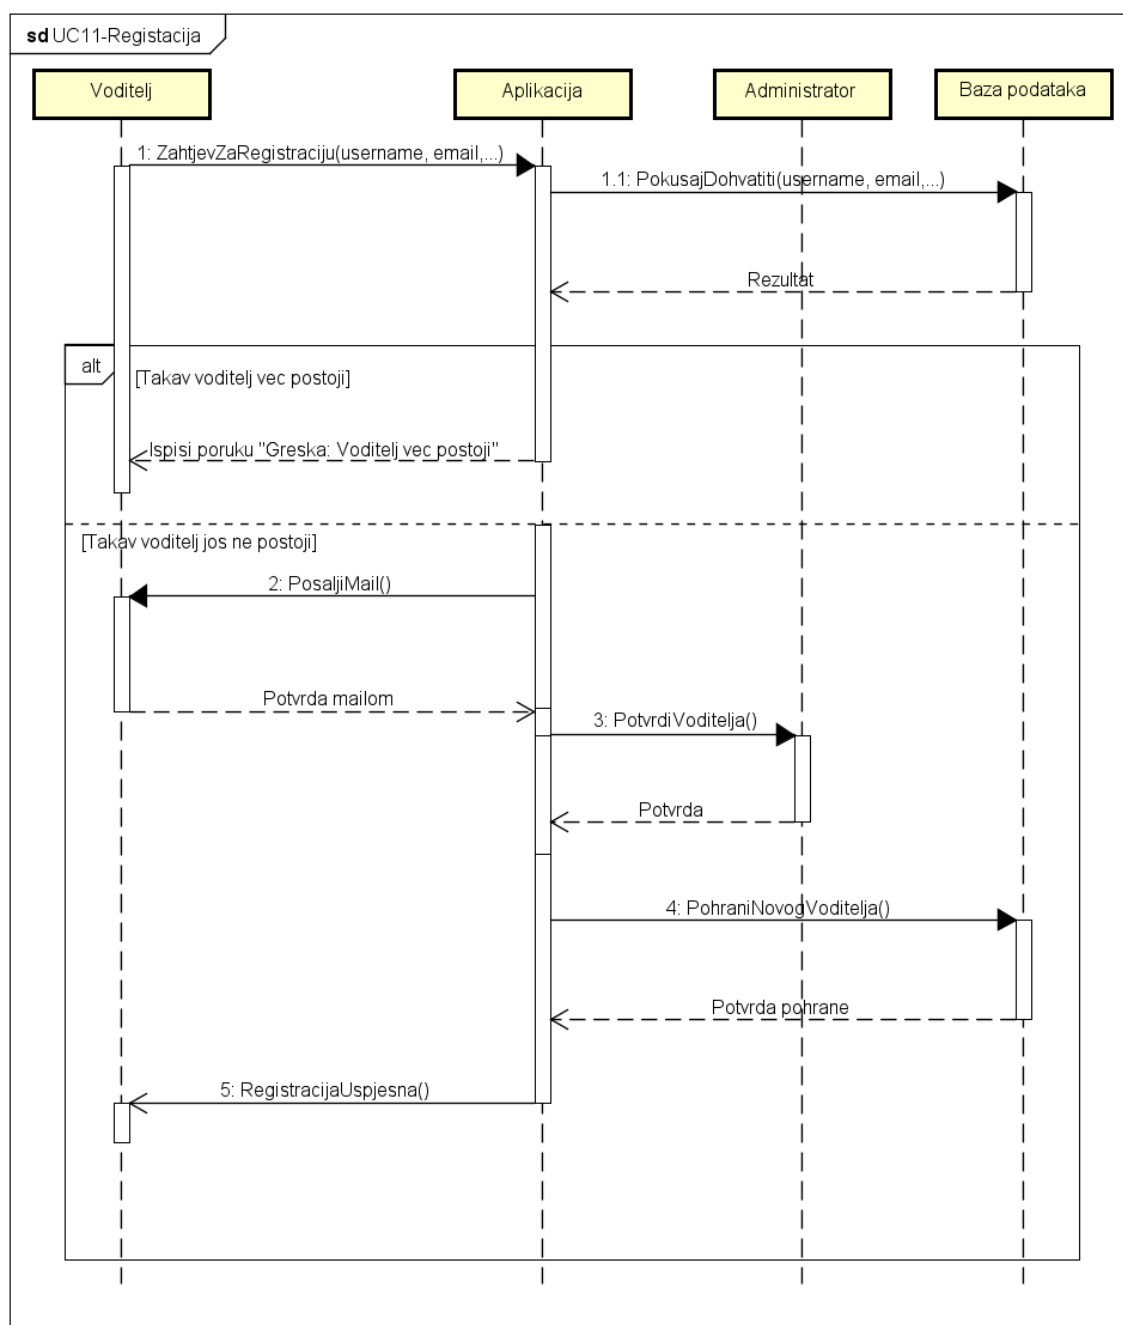 sd UC11-Registacija
Voditelj
Aplikacija
Administrator
Baza podataka
1: ZahtjevZaRegistraciju(username, email,...)
1.1: PokusajDohvatiti(username, email,...)
Rezultat
alt
[Takav voditelj vec postoji]
Ispisi poruku "Greska: Voditelj vec postoji"
[Takav voditelj jos ne postoji]
2: PosaljiMail()
Potvrda mailom
3: PotvrdiVoditelja()
Potvrda
4: PohraniNovogVoditelja()
Potvrda pohrane
5: RegistracijaUspjesna()